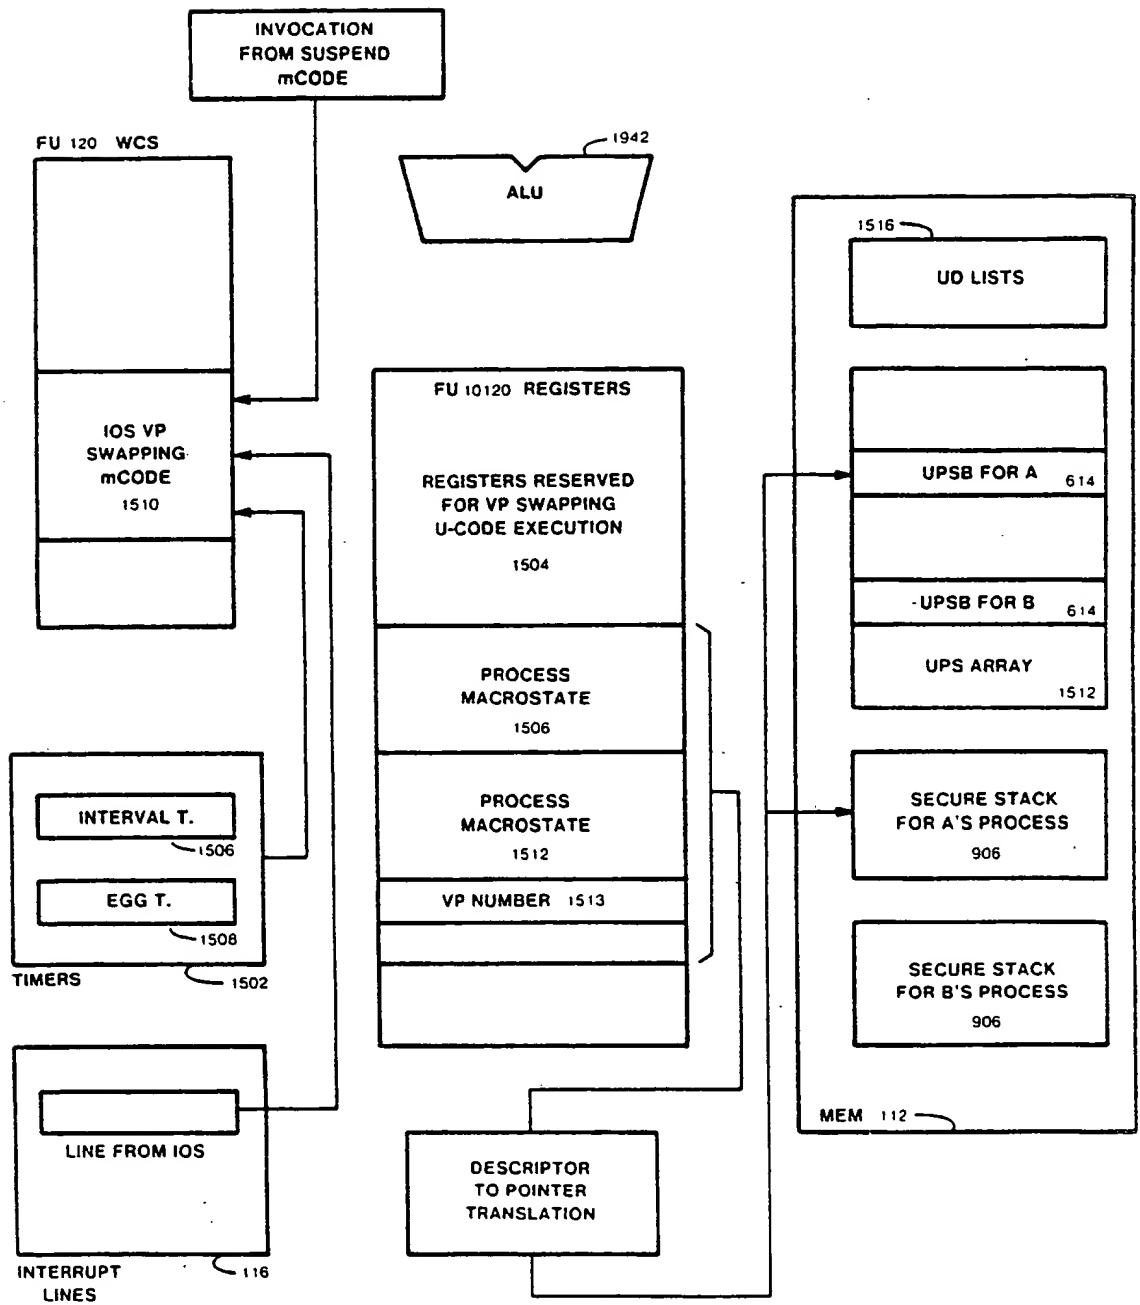 INVOCATION
FROM SUSPEND
mCODE
FU 120 WCS
1942
ALU
1516
UD LISTS
FU 10120 REGISTERS
IOS VP
SWAPPING
mCODE
1510
REGISTERS RESERVED
FOR VP SWAPPING
U-CODE EXECUTION
1504
UPSB FOR A 614
UPSB FOR B 614
UPS ARRAY
1512
PROCESS
MACROSTATE
1506
PROCESS
MACROSTATE
1512
VP NUMBER 1513
INTERVAL T.
1506
EGG T.
1508
TIMERS 1502
SECURE STACK
FOR A'S PROCESS
906
SECURE STACK
FOR B'S PROCESS
906
MEM 112
LINE FROM IOS
INTERRUPT
LINES
116
DESCRIPTOR
TO POINTER
TRANSLATION